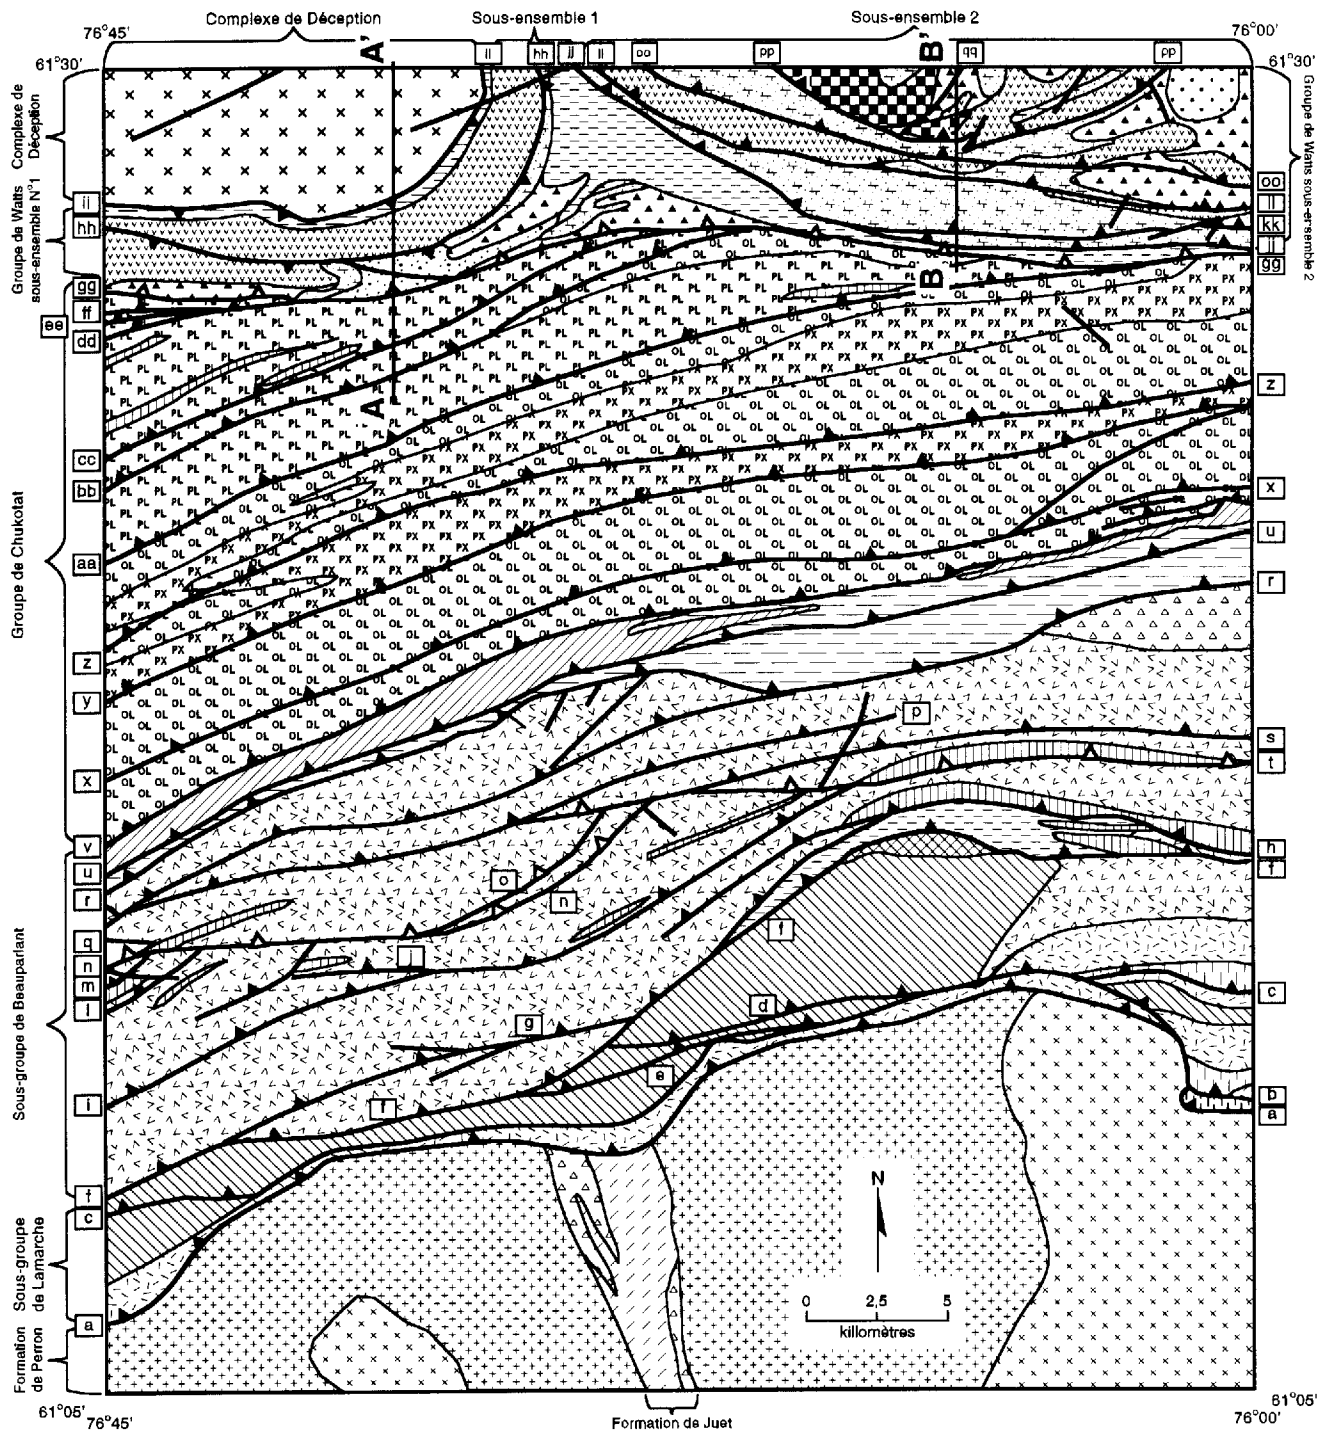 Complexe de Déception
Sous-ensemble 1
Sous-ensemble 2
76°45'
76°00'
61°30'
61°30'
A'
B'
ii
hh
jj
ll
oo
pp
qq
pp
Complexe de
Déception
Groupe de Watts
sous-ensemble N°1
Groupe de Chukotat
Sous-groupe de Beauparlant
Sous-groupe
de Lamarche
Formation
de Perron
ii
hh
gg
ff
ee
dd
cc
bb
aa
z
y
x
v
u
r
q
n
m
l
i
f
c
a
Groupe de Watts sous-ensemble 2
oo
ll
kk
jj
gg
z
x
u
r
s
t
h
f
c
b
a
A
B
PL
OL
PX
p
o
n
j
f
d
g
e
f
N
0
2,5
5
killomètres
61°05'
61°05'
76°45'
76°00'
Formation de Juet